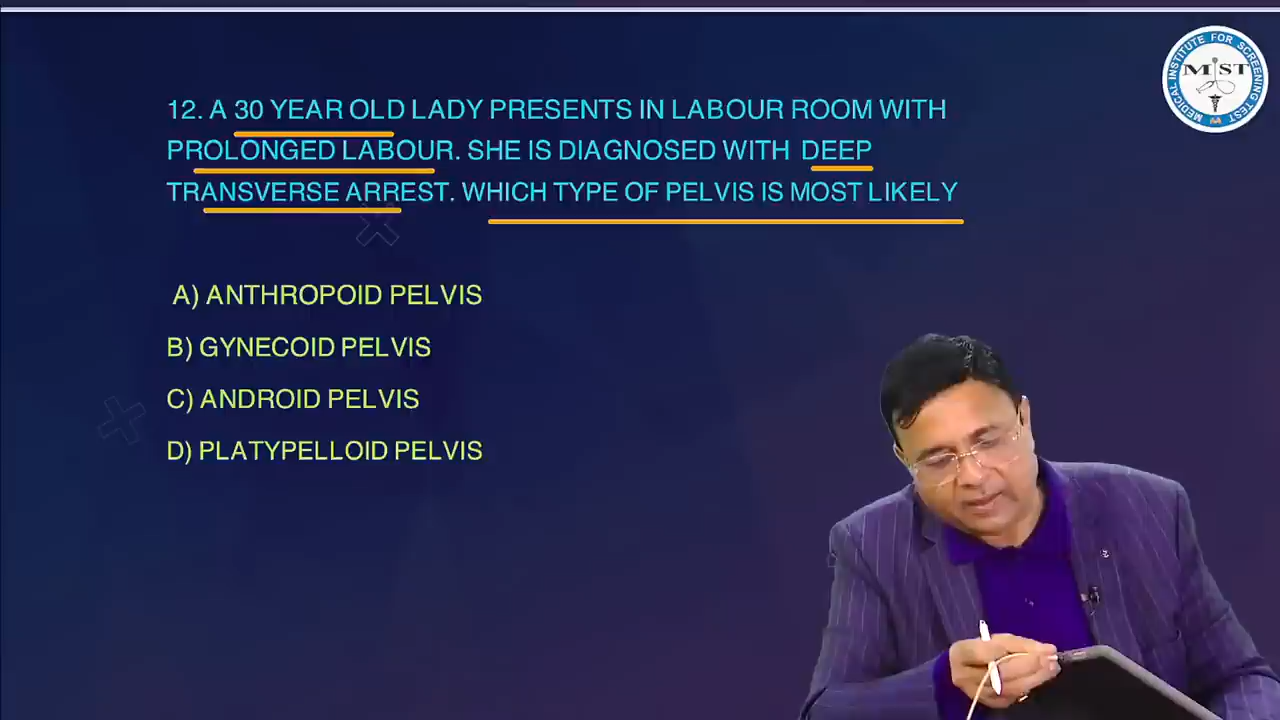 MEDICAL INSTITUTE FOR SCREENING TEST
MIST
12. A 30 YEAR OLD LADY PRESENTS IN LABOUR ROOM WITH
PROLONGED LABOUR. SHE IS DIAGNOSED WITH DEEP
TRANSVERSE ARREST. WHICH TYPE OF PELVIS IS MOST LIKELY
A) ANTHROPOID PELVIS
B) GYNECOID PELVIS
C) ANDROID PELVIS
D) PLATYPELLOID PELVIS